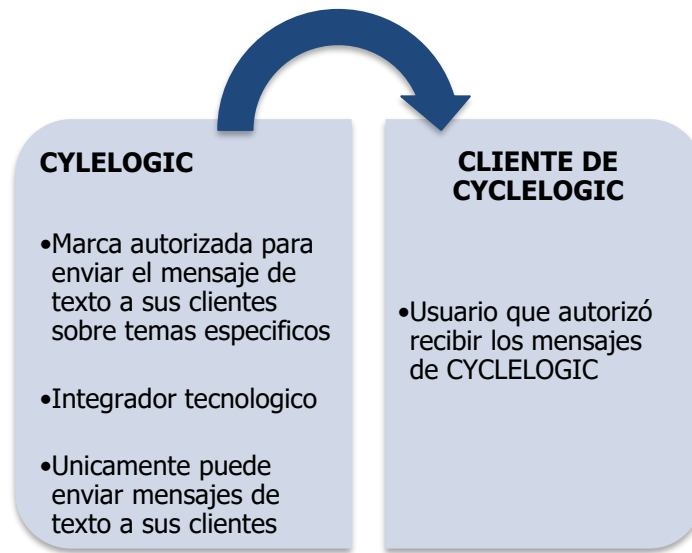 CYLELOGIC
•Marca autorizada para
enviar el mensaje de
texto a sus clientes
sobre temas especificos
•Integrador tecnologico
•Unicamente puede
enviar mensajes de
texto a sus clientes
CLIENTE DE
CYCLELOGIC
•Usuario que autorizó
recibir los mensajes
de CYCLELOGIC